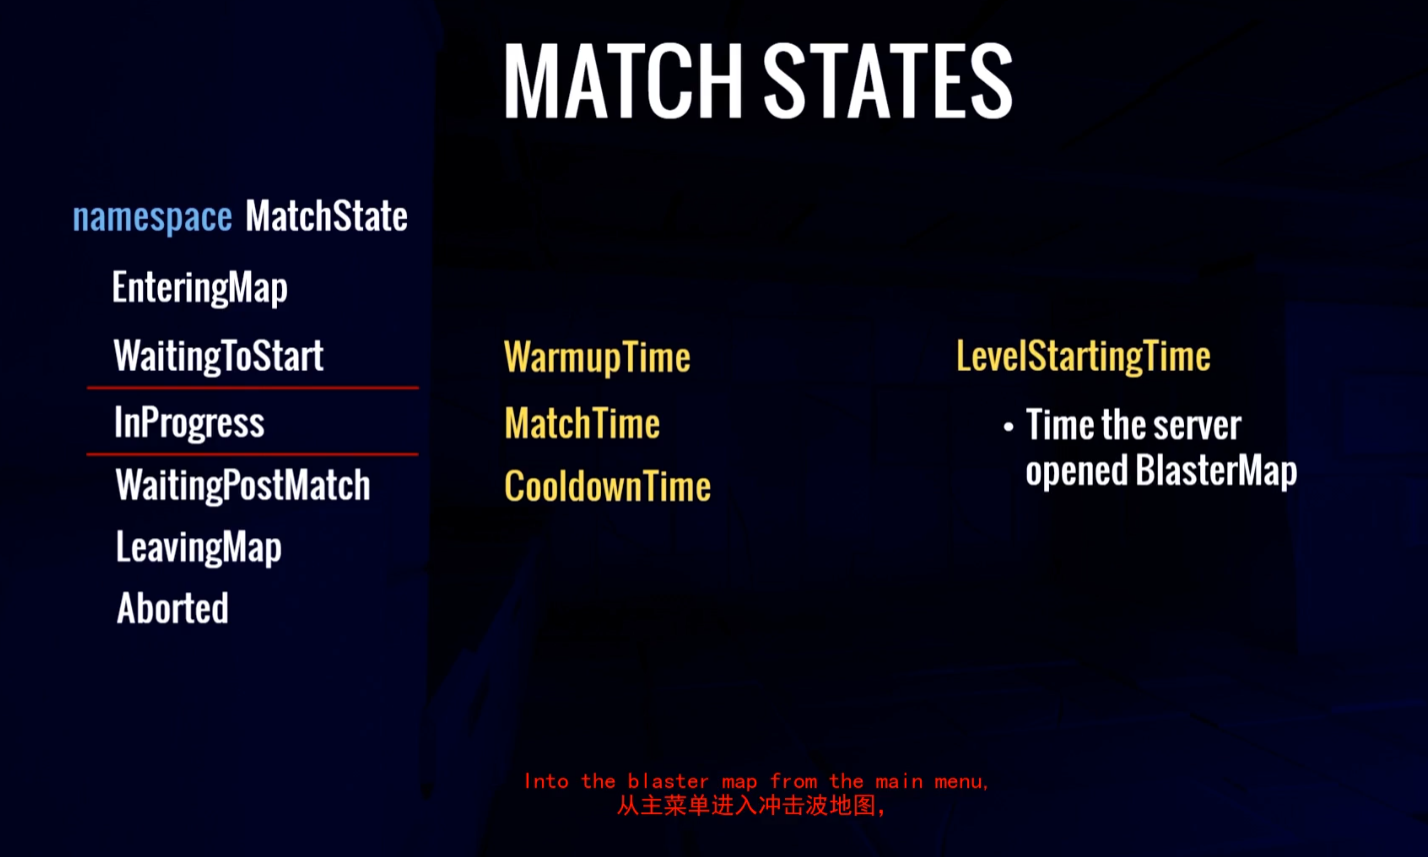 MATCH STATES
namespace MatchState
EnteringMap
WaitingToStart
InProgress
WaitingPostMatch
LeavingMap
Aborted
WarmupTime
MatchTime
CooldownTime
LevelStartingTime
• Time the server
opened BlasterMap
Into the blaster map from the main menu,
从主菜单进入冲击波地图，